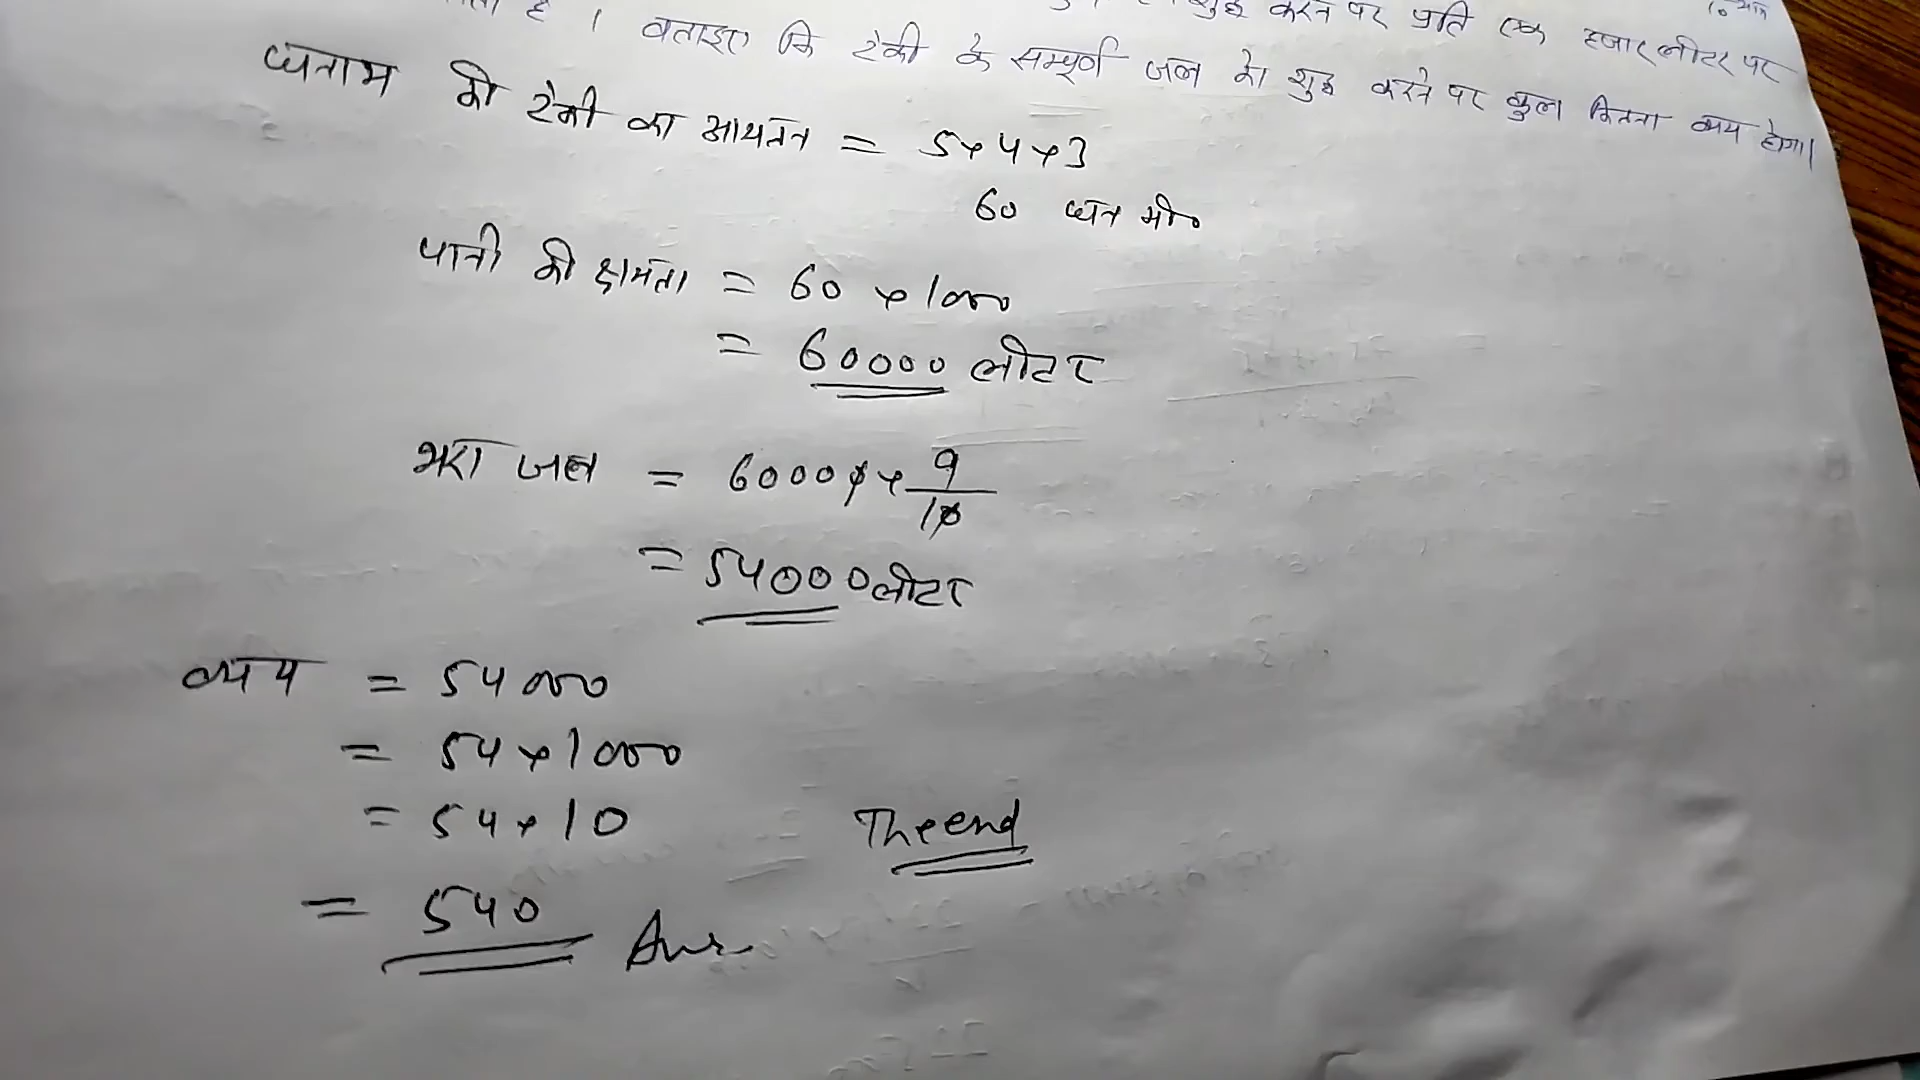 शुद्ध करने पर प्रति एक हजार लीटर पर
है । बताइए कि टैंकी के सम्पूर्ण जल को शुद्ध करने पर कुल कितना व्यय होगा।
घनाभ की टैंकी का आयतन = 5×4×3
60 घन मी०
पानी की क्षमता = 60 × 1000
= 60000 लीटर
भरा जल = 60000 × 9/10
= 54000 लीटर
व्यय = 54000
= 54 × 1000
= 54 × 10
The end
= 540 Ans